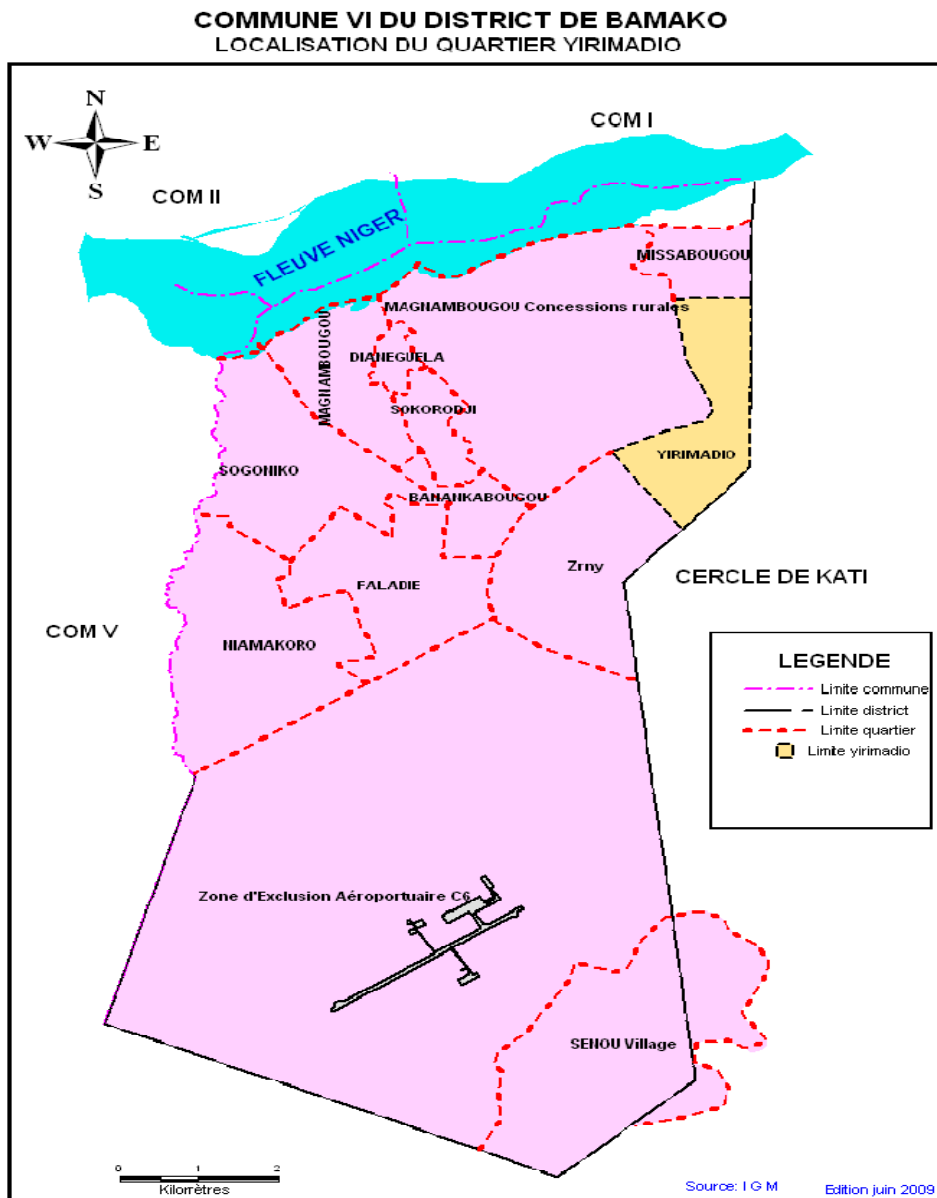 COMMUNE VI DU DISTRICT DE BAMAKO
LOCALISATION DU QUARTIER YIRIMADIO
N
W
E
S
COM I
COM II
FLEUVE NIGER
MISSABOUGOU
MAGNAMBOUGOU Concessions rurales
MAGNAMBOUGOU
DIANEGUELA
SOKORODJI
YIRIMADIO
SOGONIKO
BANANKABOUGOU
Zrny
CERCLE DE KATI
FALADIE
COM V
NIAMAKORO
LEGENDE
Limite commune
Limite district
Limite quartier
Limite yirimadio
Zone d'Exclusion Aéroportuaire C6
SENOU Village
0 1 2
Kilomètres
Source: I G M
Edition juin 2009